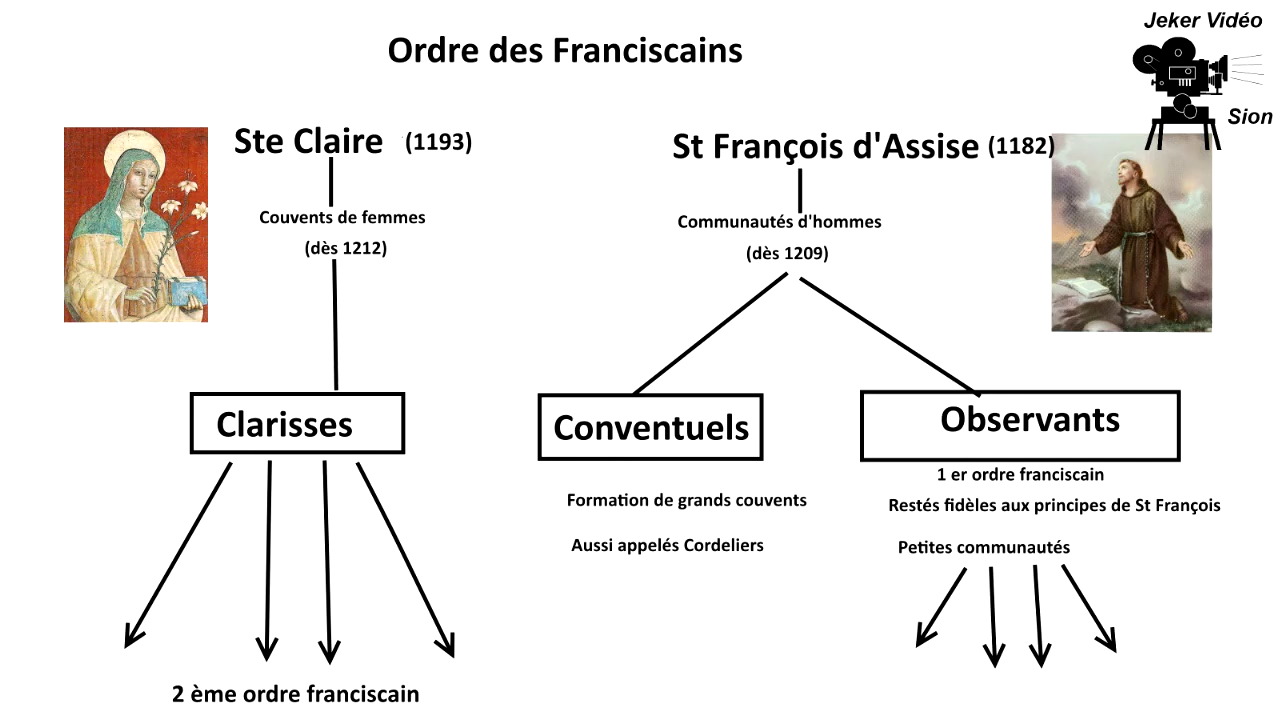 Jeker Vidéo
Sion
Ordre des Franciscains
Ste Claire (1193)
Couvents de femmes
(dès 1212)
Clarisses
2 ème ordre franciscain
St François d'Assise (1182)
Communautés d'hommes
(dès 1209)
Conventuels
Formation de grands couvents
Aussi appelés Cordeliers
Observants
1 er ordre franciscain
Restés fidèles aux principes de St François
Petites communautés